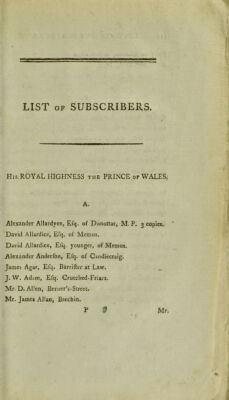 LIST OF SUBSCRIBERS.
HIS ROYAL HIGHNESS THE PRINCE OF WALES.
A.
Alexander Allardyce, Esq. of Dunottar, M. P. 3 copies.
David Allardice, Esq. of Memus.
David Allardice, Esq. younger, of Memus.
Alexander Anderson, Esq. of Candiecraig.
James Agar, Esq. Barrister at Law.
J. W. Adam, Esq. Crutched-Friars.
Mr. D. Allen, Berner's-Street.
Mr. James Allan, Brechin.
P
Mr.